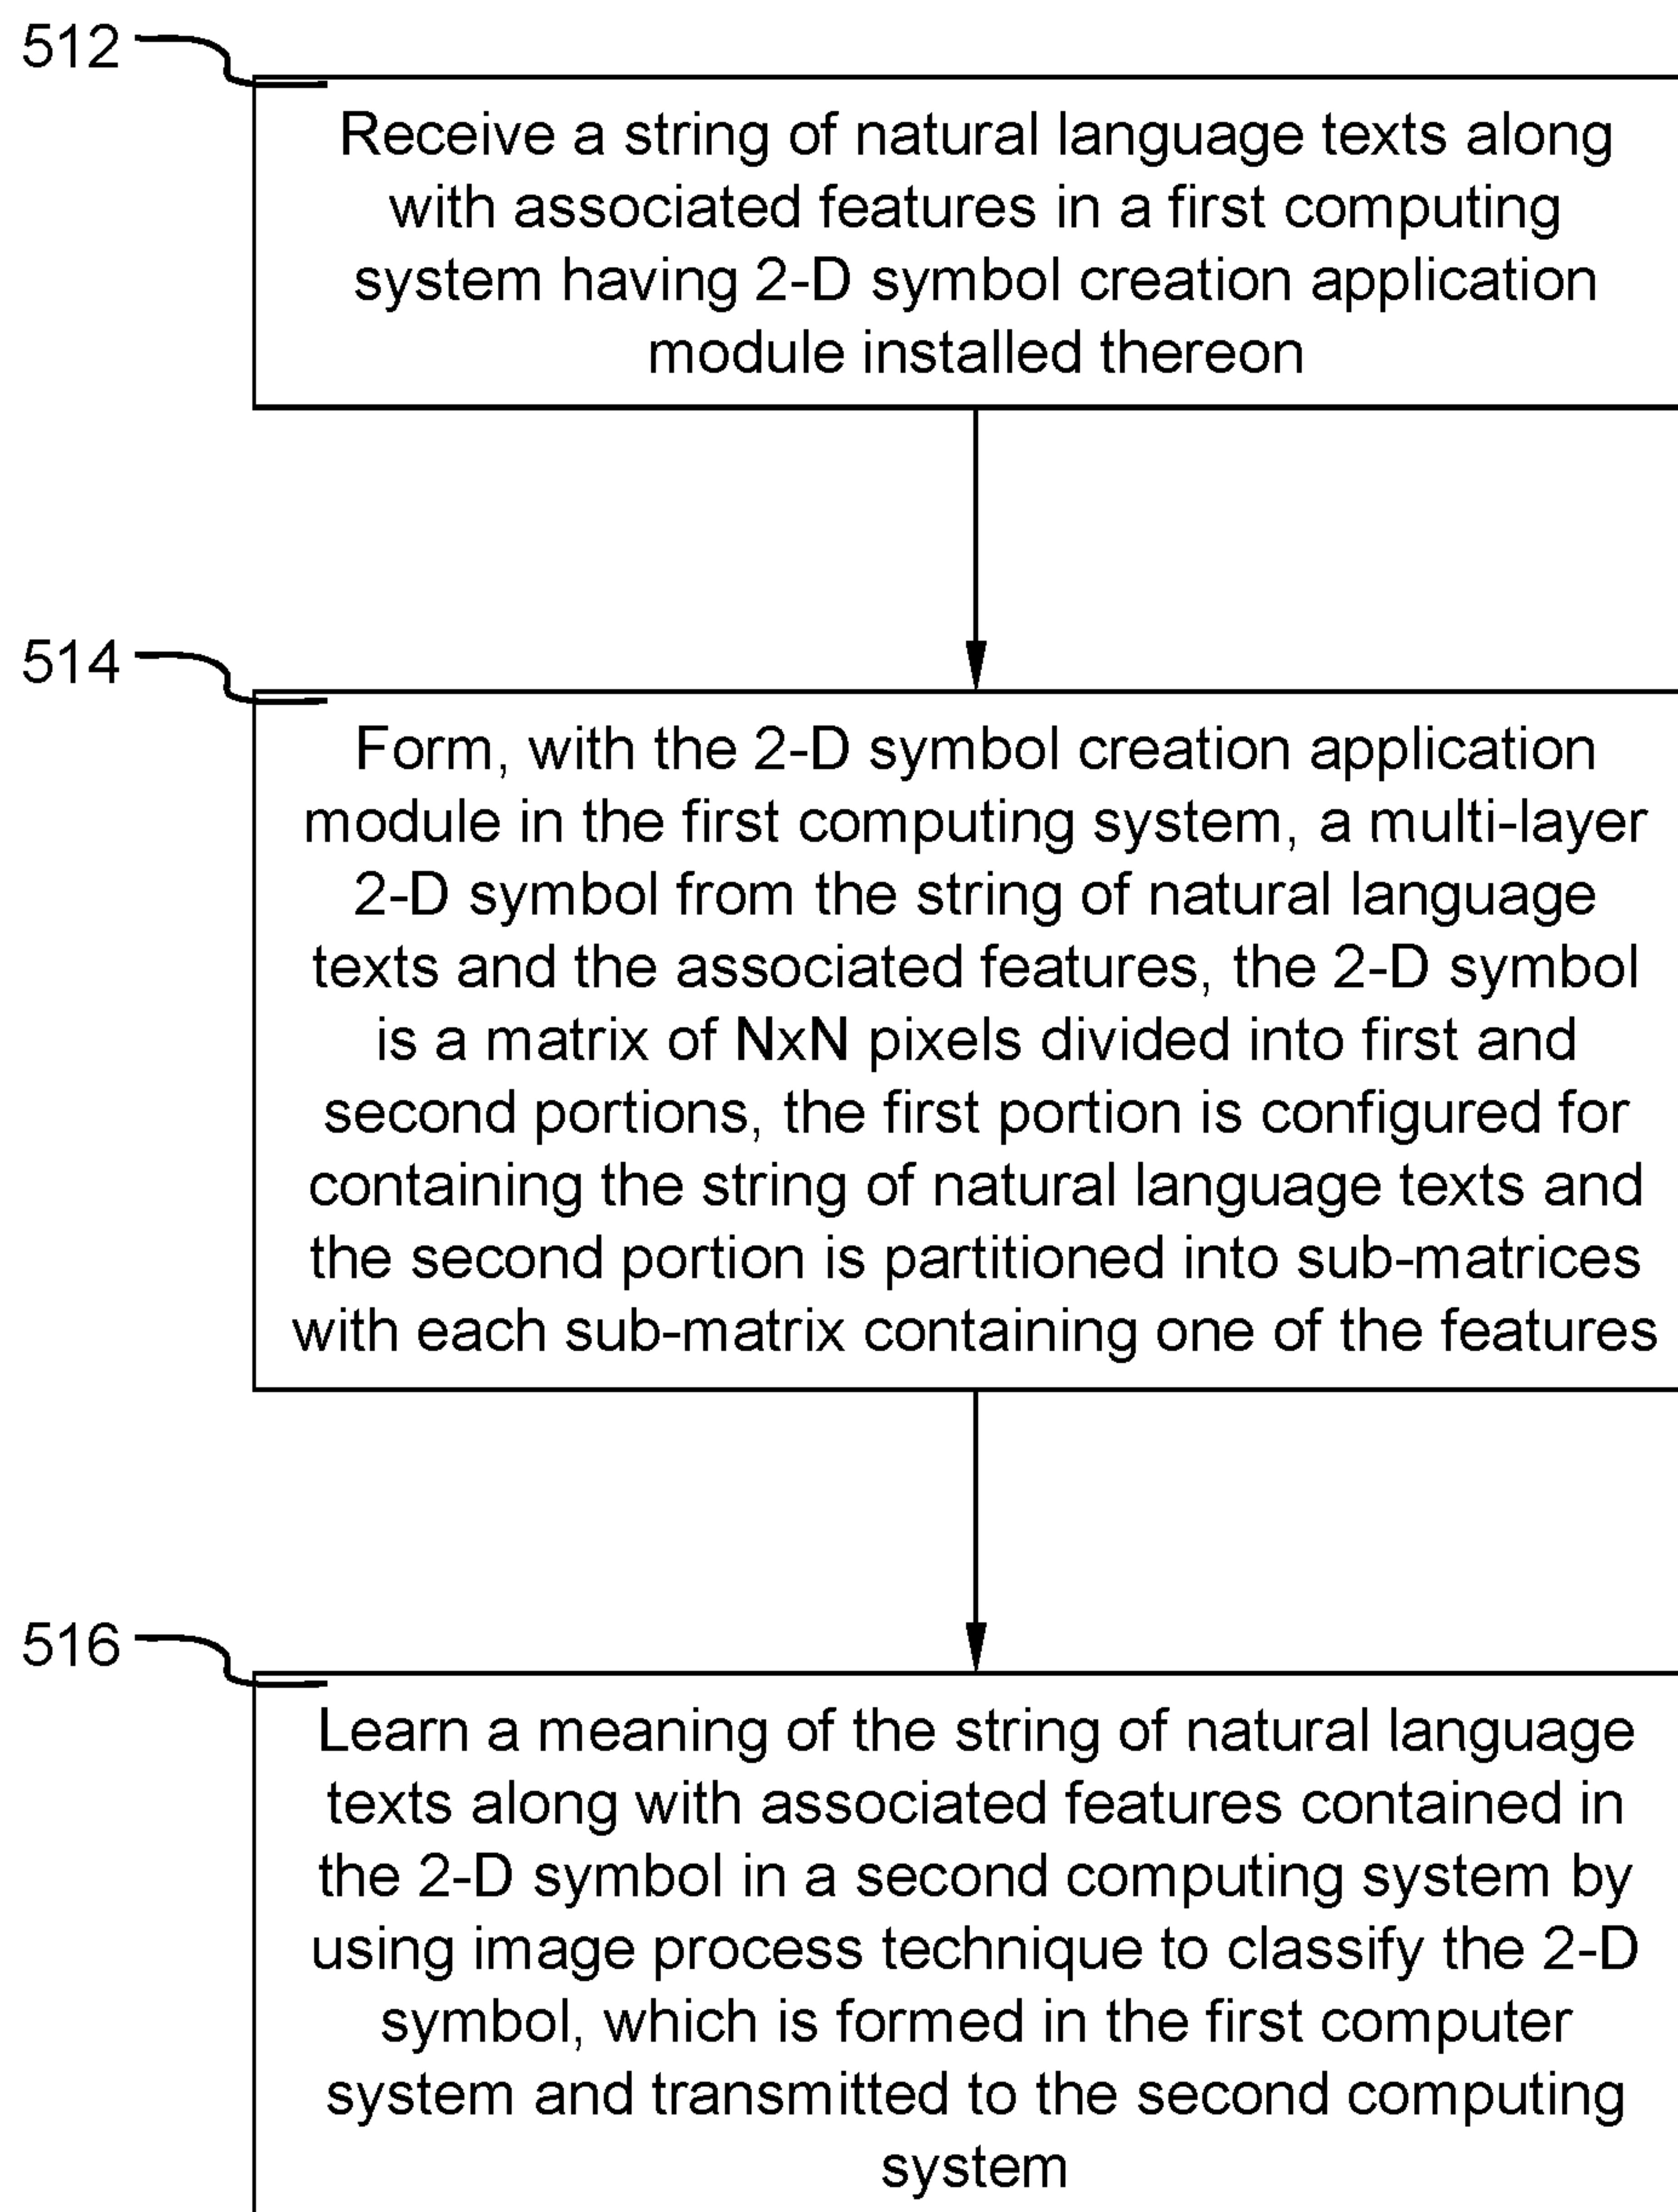 512
Receive a string of natural language texts along
with associated features in a first computing
system having 2-D symbol creation application
module installed thereon
514
Form, with the 2-D symbol creation application
module in the first computing system, a multi-layer
2-D symbol from the string of natural language
texts and the associated features, the 2-D symbol
is a matrix of NxN pixels divided into first and
second portions, the first portion is configured for
containing the string of natural language texts and
the second portion is partitioned into sub-matrices
with each sub-matrix containing one of the features
516
Learn a meaning of the string of natural language
texts along with associated features contained in
the 2-D symbol in a second computing system by
using image process technique to classify the 2-D
symbol, which is formed in the first computer
system and transmitted to the second computing
system